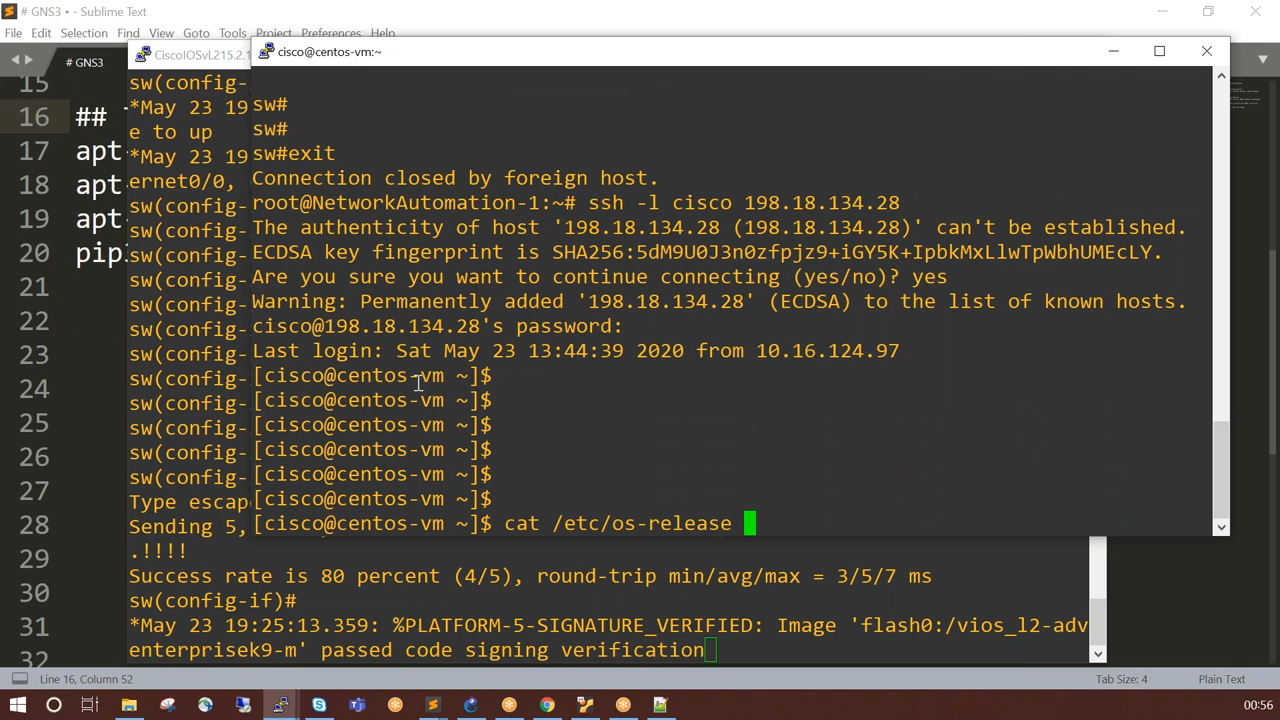 # GNS3 • - Sublime Text
File Edit Selection Find View Goto Tools Project Preferences
# GNS3
CiscoIOSvL215.2.1
cisco@centos-vm:~
15
16 ##
17 apt
18 apt
19 apt
20 pip
21
22
23
24
25
26
27
28
29
30
31
32
sw(config-
*May 23 19
e to up
*May 23 19
ernet0/0,
sw(config-
sw(config-
sw(config-
sw(config-
sw(config-
sw(config-
sw(config-
sw(config-
sw(config-
sw(config-
sw(config-
sw(config-
Type escap
Sending 5,
.!!!!
Success rate is 80 percent (4/5), round-trip min/avg/max = 3/5/7 ms
sw(config-if)#
*May 23 19:25:13.359: %PLATFORM-5-SIGNATURE_VERIFIED: Image 'flash0:/vios_l2-adv
enterprisek9-m' passed code signing verification
sw#
sw#
sw#exit
Connection closed by foreign host.
root@NetworkAutomation-1:~# ssh -l cisco 198.18.134.28
The authenticity of host '198.18.134.28 (198.18.134.28)' can't be established.
ECDSA key fingerprint is SHA256:5dM9U0J3n0zfpjz9+iGY5K+IpbkMxLlwTpWbhUMEcLY.
Are you sure you want to continue connecting (yes/no)? yes
Warning: Permanently added '198.18.134.28' (ECDSA) to the list of known hosts.
cisco@198.18.134.28's password:
Last login: Sat May 23 13:44:39 2020 from 10.16.124.97
[cisco@centos-vm ~]$
[cisco@centos-vm ~]$
[cisco@centos-vm ~]$
[cisco@centos-vm ~]$
[cisco@centos-vm ~]$
[cisco@centos-vm ~]$
[cisco@centos-vm ~]$ cat /etc/os-release
Line 16, Column 52
Tab Size: 4
Plain Text
00:56